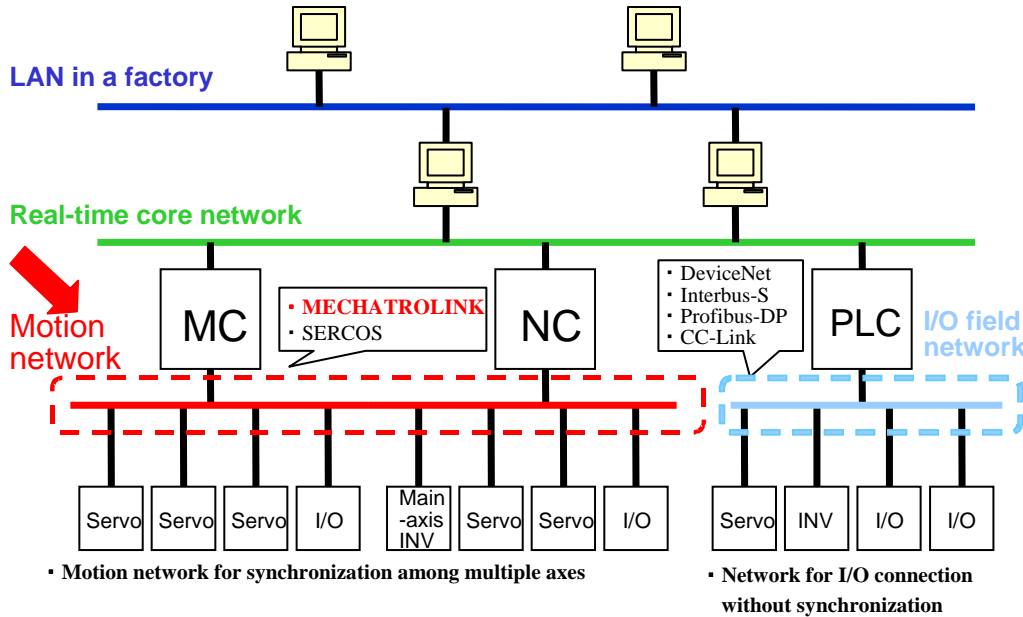 LAN in a factory
Real-time core network
Motion
network
MC
・MECHATROLINK
・SERCOS
NC
・DeviceNet
・Interbus-S
・Profibus-DP
・CC-Link
PLC
I/O field
network
Servo
Servo
Servo
I/O
Main
-axis
INV
Servo
Servo
I/O
Servo
INV
I/O
I/O
・Motion network for synchronization among multiple axes
・Network for I/O connection
without synchronization